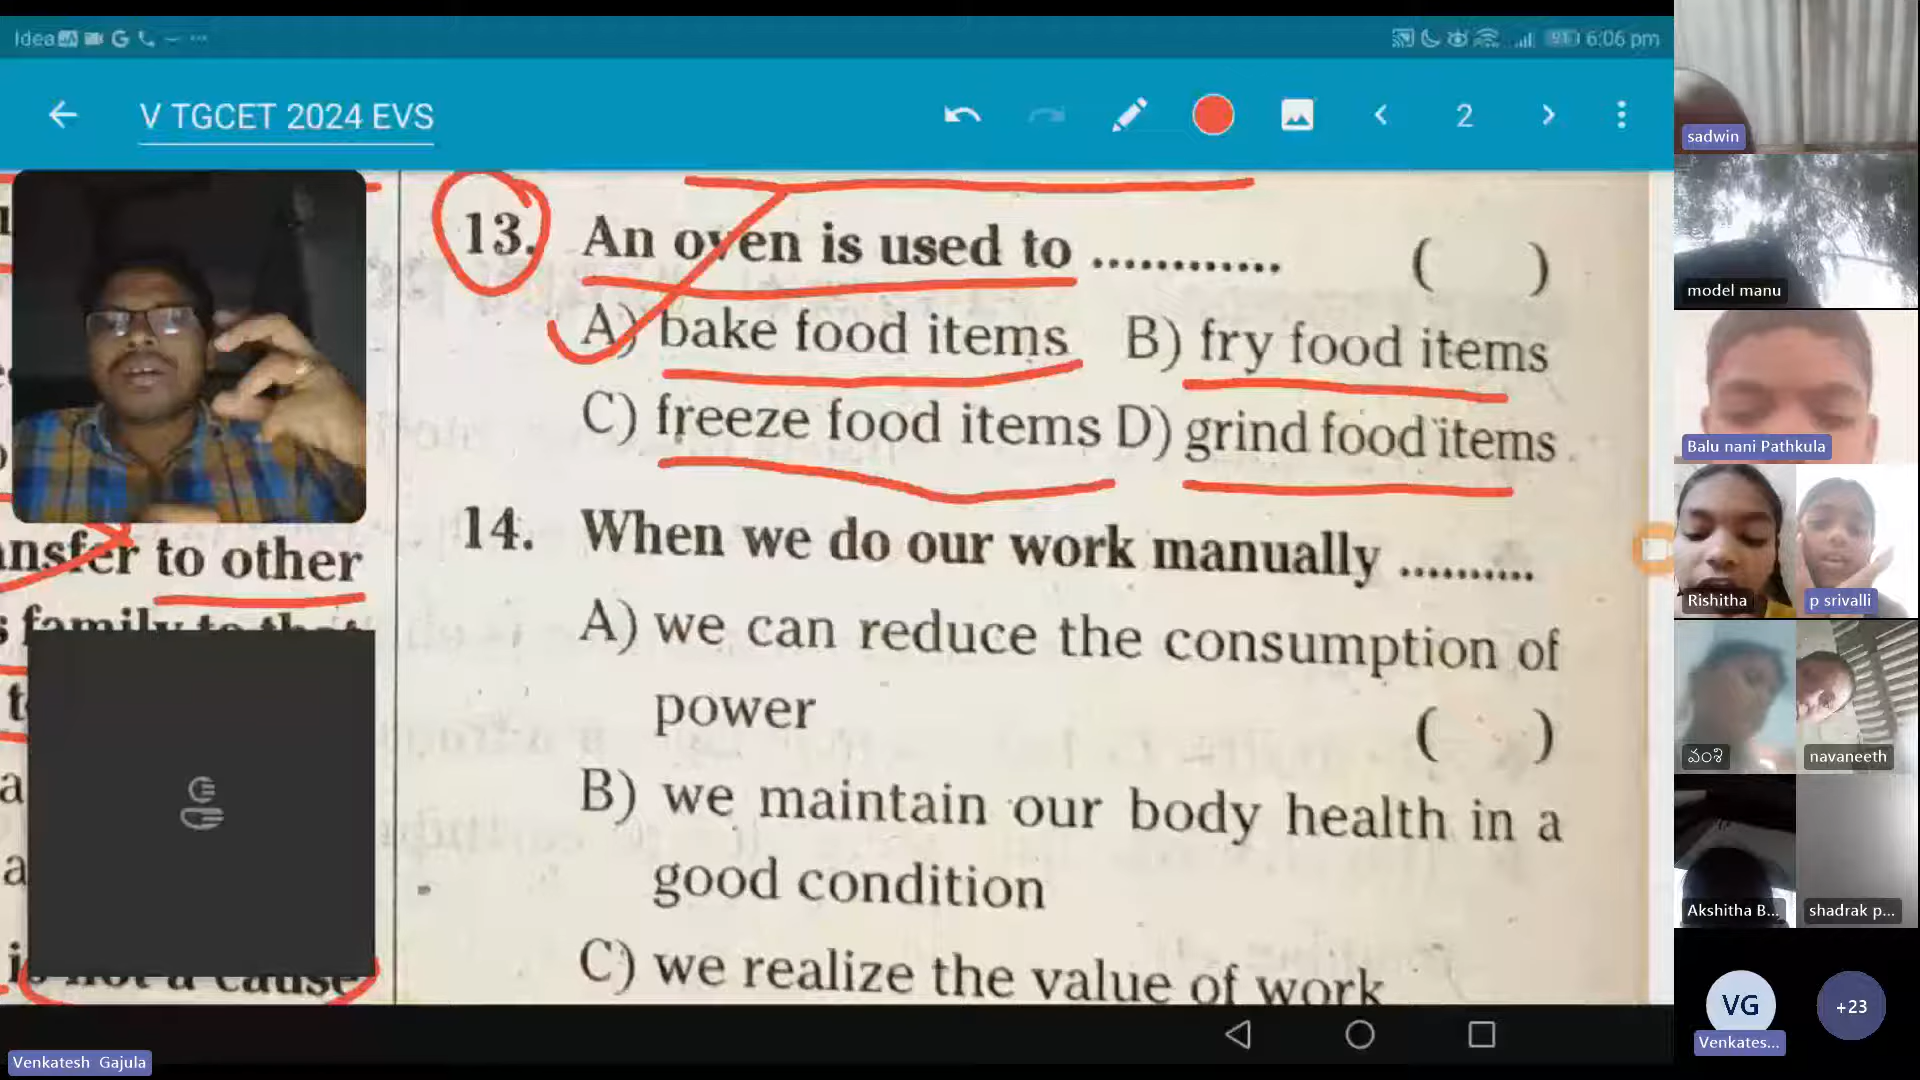 Idea
6:06 pm
V TGCET 2024 EVS
2
13. An oven is used to ............ ( )
A) bake food items B) fry food items
C) freeze food items D) grind food items
14. When we do our work manually ..........
A) we can reduce the consumption of
power ( )
B) we maintain our body health in a
good condition
C) we realize the value of work
to other
is not a cause
Venkatesh Gajula
sadwin
model manu
Balu nani Pathkula
Rishitha
p srivalli
వంశి
navaneeth
Akshitha B...
shadrak p...
VG
Venkates...
+23